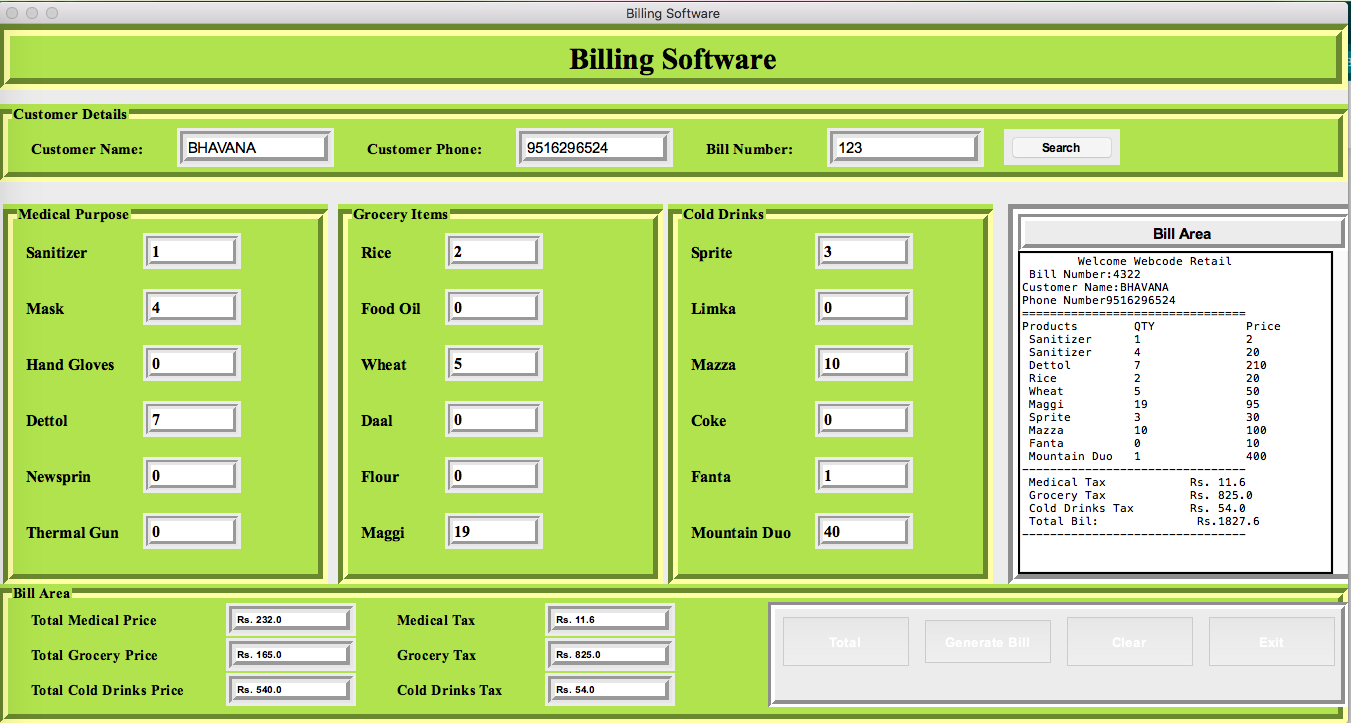 Billing Software
Billing Software
Customer Details
Customer Name: BHAVANA Customer Phone: 9516296524 Bill Number: 123 Search
Medical Purpose
Sanitizer 1
Mask 4
Hand Gloves 0
Dettol 7
Newsprin 0
Thermal Gun 0
Grocery Items
Rice 2
Food Oil 0
Wheat 5
Daal 0
Flour 0
Maggi 19
Cold Drinks
Sprite 3
Limka 0
Mazza 10
Coke 0
Fanta 1
Mountain Duo 40
Bill Area
Welcome Webcode Retail
Bill Number:4322
Customer Name:BHAVANA
Phone Number9516296524
================================
Products QTY Price
Sanitizer 1 2
Sanitizer 4 20
Dettol 7 210
Rice 2 20
Wheat 5 50
Maggi 19 95
Sprite 3 30
Mazza 10 100
Fanta 0 10
Mountain Duo 1 400
--------------------------------
Medical Tax Rs. 11.6
Grocery Tax Rs. 825.0
Cold Drinks Tax Rs. 54.0
Total Bil: Rs.1827.6
--------------------------------
Bill Area
Total Medical Price Rs. 232.0 Medical Tax Rs. 11.6
Total Grocery Price Rs. 165.0 Grocery Tax Rs. 825.0
Total Cold Drinks Price Rs. 540.0 Cold Drinks Tax Rs. 54.0
Total Generate Bill Clear Exit